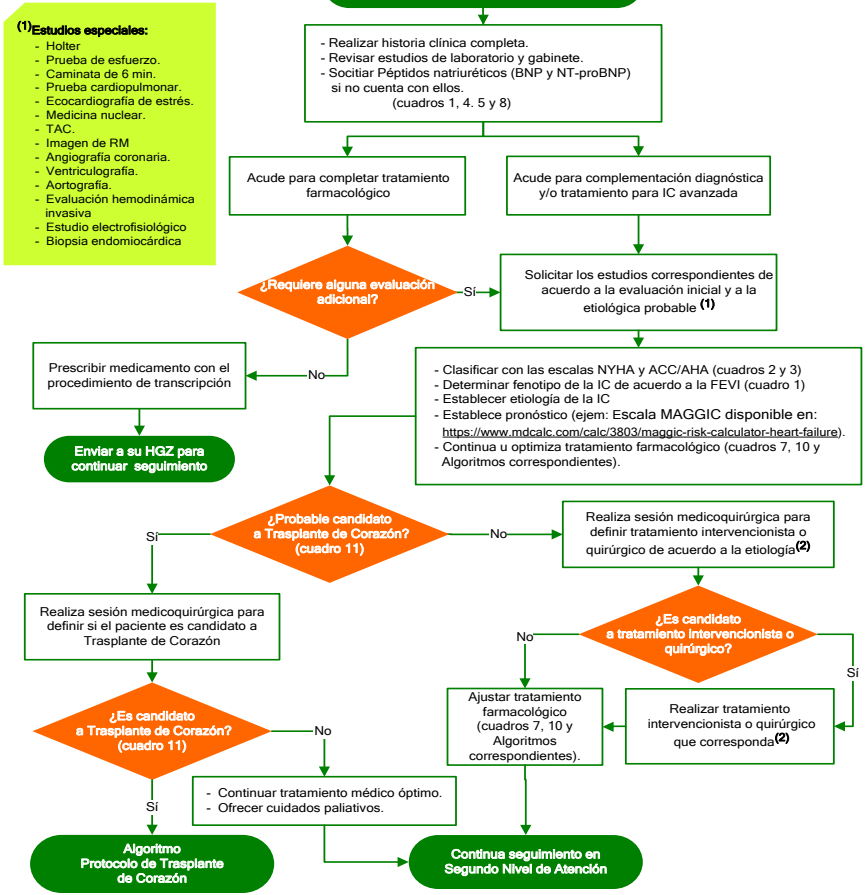 (1)Estudios especiales:
- Holter
- Prueba de esfuerzo.
- Caminata de 6 min.
- Prueba cardiopulmonar.
- Ecocardiografía de estrés.
- Medicina nuclear.
- TAC.
- Imagen de RM
- Angiografía coronaria.
- Ventriculografía.
- Aortografía.
- Evaluación hemodinámica
invasiva
- Estudio electrofisiológico
- Biopsia endomiocárdica
- Realizar historia clínica completa.
- Revisar estudios de laboratorio y gabinete.
- Socitiar Péptidos natriuréticos (BNP y NT-proBNP)
si no cuenta con ellos.
(cuadros 1, 4. 5 y 8)
Acude para completar tratamiento
farmacológico
Acude para complementación diagnóstica
y/o tratamiento para IC avanzada
¿Requiere alguna evaluación
adicional?
Sí
Solicitar los estudios correspondientes de
acuerdo a la evaluación inicial y a la
etiológica probable (1)
No
Prescribir medicamento con el
procedimiento de transcripción
Enviar a su HGZ para
continuar seguimiento
- Clasificar con las escalas NYHA y ACC/AHA (cuadros 2 y 3)
- Determinar fenotipo de la IC de acuerdo a la FEVI (cuadro 1)
- Establecer etiología de la IC
- Establece pronóstico (ejem: Escala MAGGIC disponible en:
https://www.mdcalc.com/calc/3803/maggic-risk-calculator-heart-failure).
- Continua u optimiza tratamiento farmacológico (cuadros 7, 10 y
Algoritmos correspondientes).
¿Probable candidato
a Trasplante de Corazón?
(cuadro 11)
Sí
No
Realiza sesión medicoquirúrgica para
definir tratamiento intervencionista o
quirúrgico de acuerdo a la etiología(2)
Realiza sesión medicoquirúrgica para
definir si el paciente es candidato a
Trasplante de Corazón
¿Es candidato
a tratamiento intervencionista o
quirúrgico?
No
Sí
Ajustar tratamiento
farmacológico
(cuadros 7, 10 y
Algoritmos
correspondientes).
Realizar tratamiento
intervencionista o quirúrgico
que corresponda(2)
¿Es candidato
a Trasplante de Corazón?
(cuadro 11)
No
Sí
- Continuar tratamiento médico óptimo.
- Ofrecer cuidados paliativos.
Algoritmo
Protocolo de Trasplante
de Corazón
Continua seguimiento en
Segundo Nivel de Atención